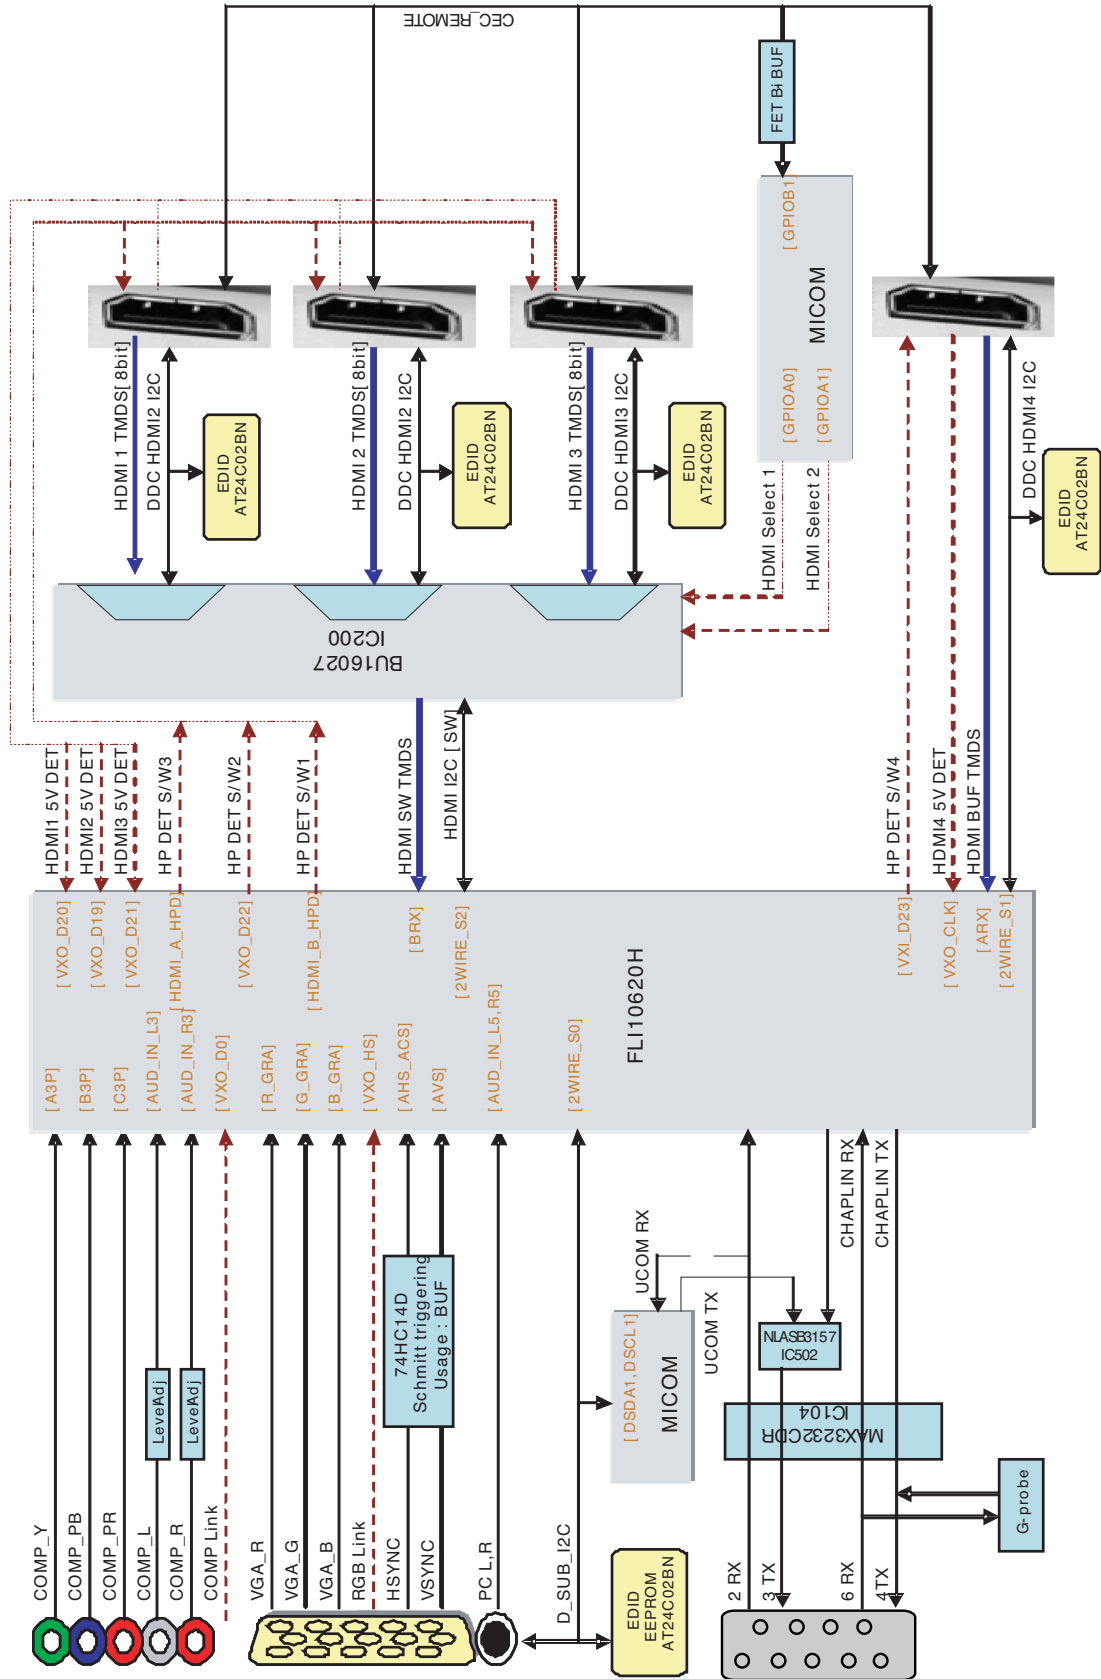 CEC_REMOTE
FET Bi BUF
[GPIOB1]
MICOM
[GPIOA0]
[GPIOA1]
HDMI 1 TMDS[8bit]
DDC HDMI2 I2C
EDID
AT24C02BN
HDMI 2 TMDS[8bit]
DDC HDMI2 I2C
EDID
AT24C02BN
HDMI 3 TMDS[8bit]
DDC HDMI3 I2C
EDID
AT24C02BN
HDMI Select 1
HDMI Select 2
DDC HDMI4 I2C
EDID
AT24C02BN
BU16027
IC200
HDMI1 5V DET
HDMI2 5V DET
HDMI3 5V DET
HP DET S/W3
HP DET S/W2
HP DET S/W1
HDMI SW TMDS
HDMI I2C [SW]
HP DET S/W4
HDMI4 5V DET
HDMI BUF TMDS
[VXO_D20]
[VXO_D19]
[VXO_D21]
[HDMI_A_HPD]
[VXO_D22]
[HDMI_B_HPD]
[BRX]
[2WIRE_S2]
[VXI_D23]
[VXO_CLK]
[ARX]
[2WIRE_S1]
FLI10620H
[A3P]
[B3P]
[C3P]
[AUD_IN_L3]
[AUD_IN_R3]
[VXO_D0]
[R_GRA]
[G_GRA]
[B_GRA]
[VXO_HS]
[AHS_ACS]
[AVS]
[AUD_IN_L5,R5]
[2WIRE_S0]
LevelAdj
LevelAdj
74HC14D
Schmitt triggering
Usage : BUF
UCOM RX
UCOM TX
[DSDA1,DSCL1]
MICOM
NLASB3157
IC502
CHAPLIN RX
CHAPLIN TX
MAX3232CDR
IC104
G-probe
COMP_Y
COMP_PB
COMP_PR
COMP_L
COMP_R
COMP Link
VGA_R
VGA_G
VGA_B
RGB Link
HSYNC
VSYNC
PC L,R
D_SUB_I2C
EDID
EEPROM
AT24C02BN
2 RX
3 TX
6 RX
4TX